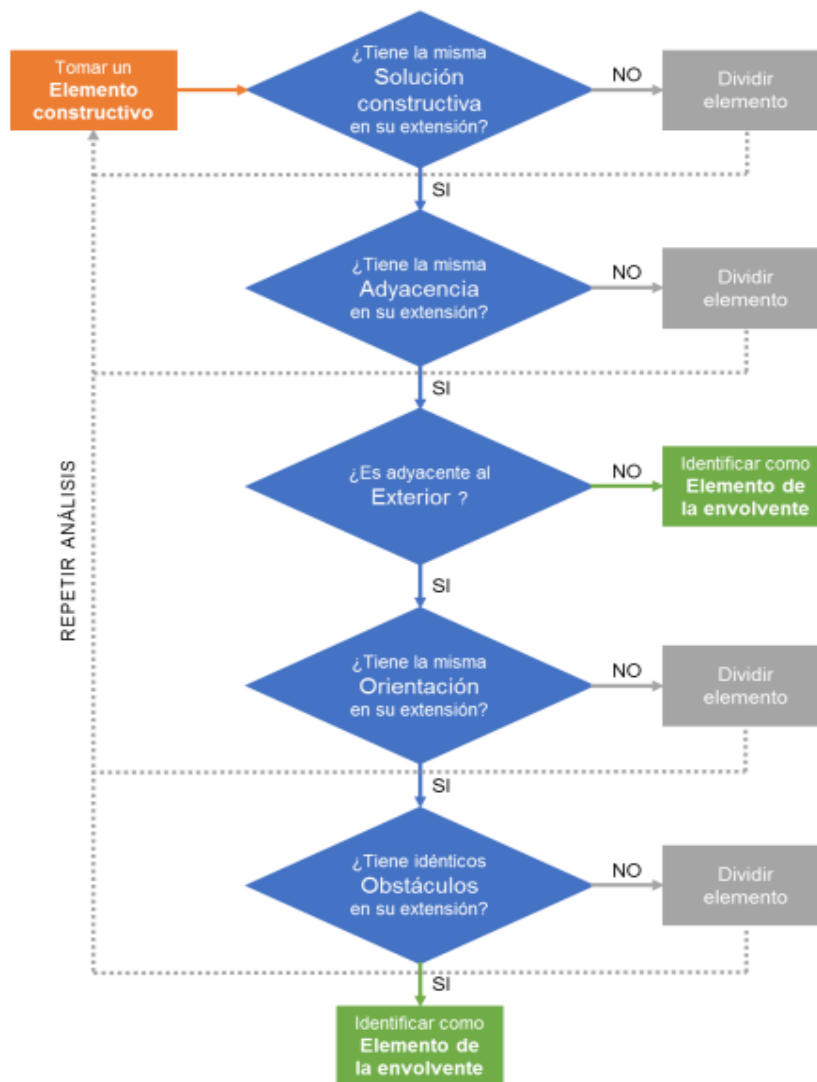 Tomar un
Elemento
constructivo
¿Tiene la misma
Solución
constructiva
en su extensión?
NO
Dividir
elemento
SI
¿Tiene la misma
Adyacencia
en su extensión?
NO
Dividir
elemento
SI
¿Es adyacente al
Exterior ?
NO
Identificar como
Elemento de
la envolvente
REPETIR ANÁLISIS
SI
¿Tiene la misma
Orientación
en su extensión?
NO
Dividir
elemento
SI
¿Tiene idénticos
Obstáculos
en su extensión?
NO
Dividir
elemento
SI
Identificar como
Elemento de
la envolvente